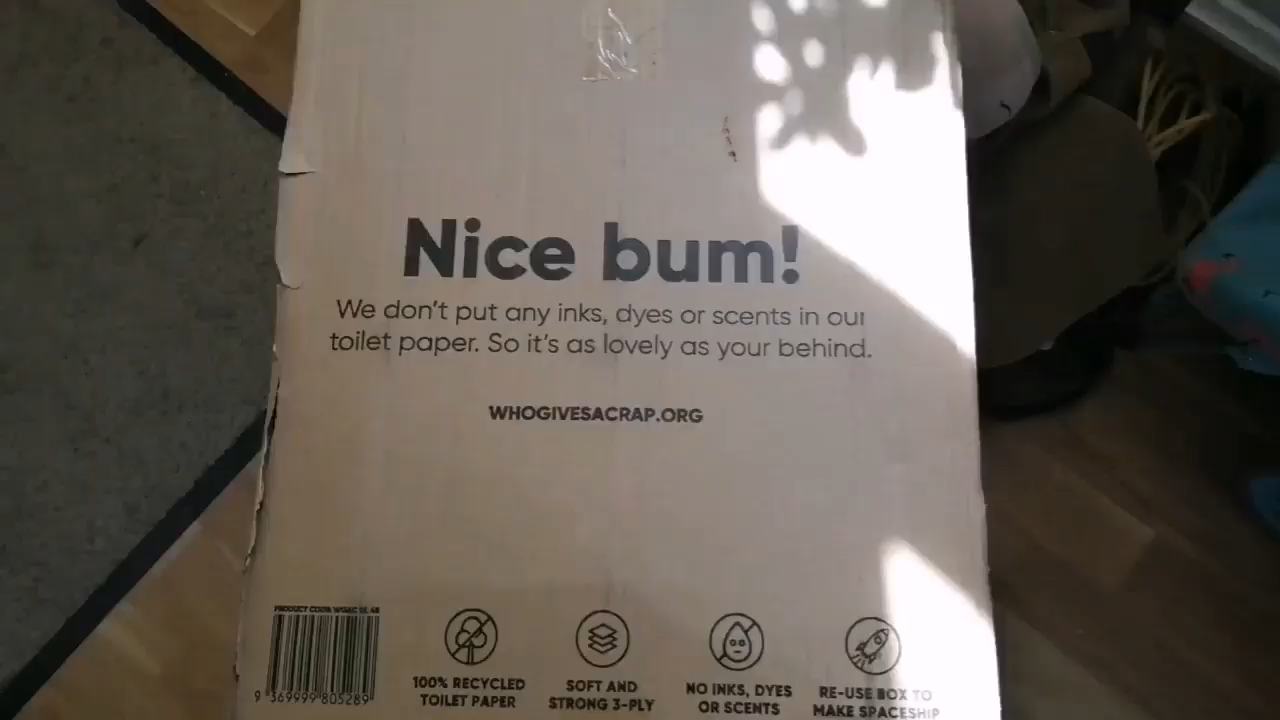 Nice bum!
We don't put any inks, dyes or scents in our
toilet paper. So it's as lovely as your behind.
WHOGIVESACRAP.ORG
PRODUCT CODE
9 369999 805289
100% RECYCLED
TOILET PAPER
SOFT AND
STRONG 3-PLY
NO INKS, DYES
OR SCENTS
RE-USE BOX TO
MAKE SPACESHIP